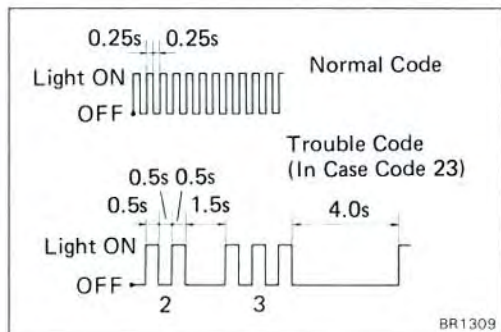 0.25s 0.25s
Light ON
OFF
Normal Code
Trouble Code
(In Case Code 23)
0.5s 0.5s
0.5s 1.5s 4.0s
Light ON
OFF
2 3
BR1309